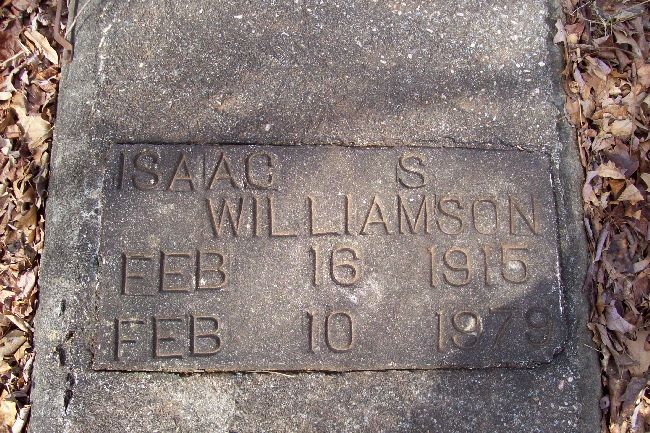 ISAAC S
WILLIAMSON
FEB 16 1915
FEB 10 1979